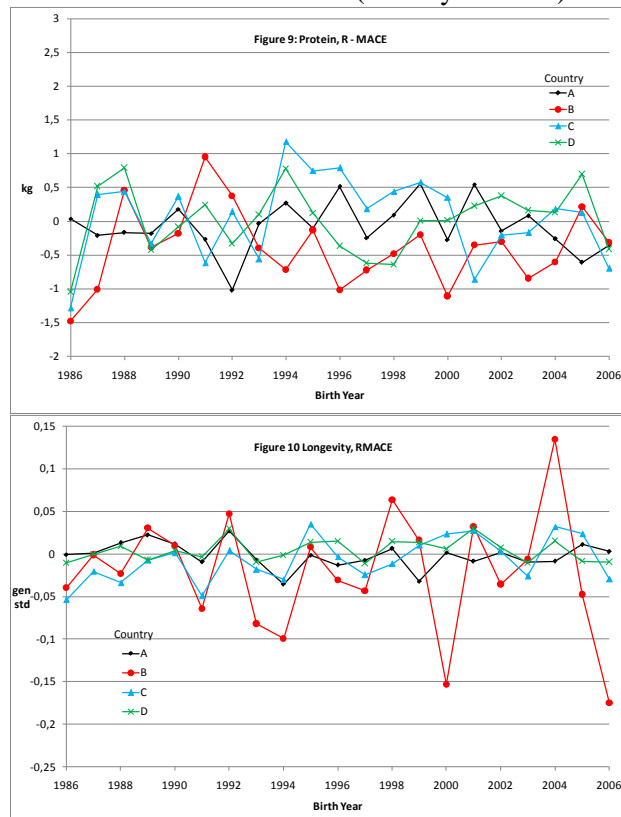 Figure 9: Protein, R - MACE
3
2,5
2
1,5
1
0,5
0
-0,5
-1
-1,5
-2
kg
Country
A
B
C
D
1986 1988 1990 1992 1994 1996 1998 2000 2002 2004 2006
Birth Year
Figure 10 Longevity, RMACE
0,15
0,1
0,05
0
-0,05
-0,1
-0,15
-0,2
-0,25
gen
std
Country
A
B
C
D
1986 1988 1990 1992 1994 1996 1998 2000 2002 2004 2006
Birth Year